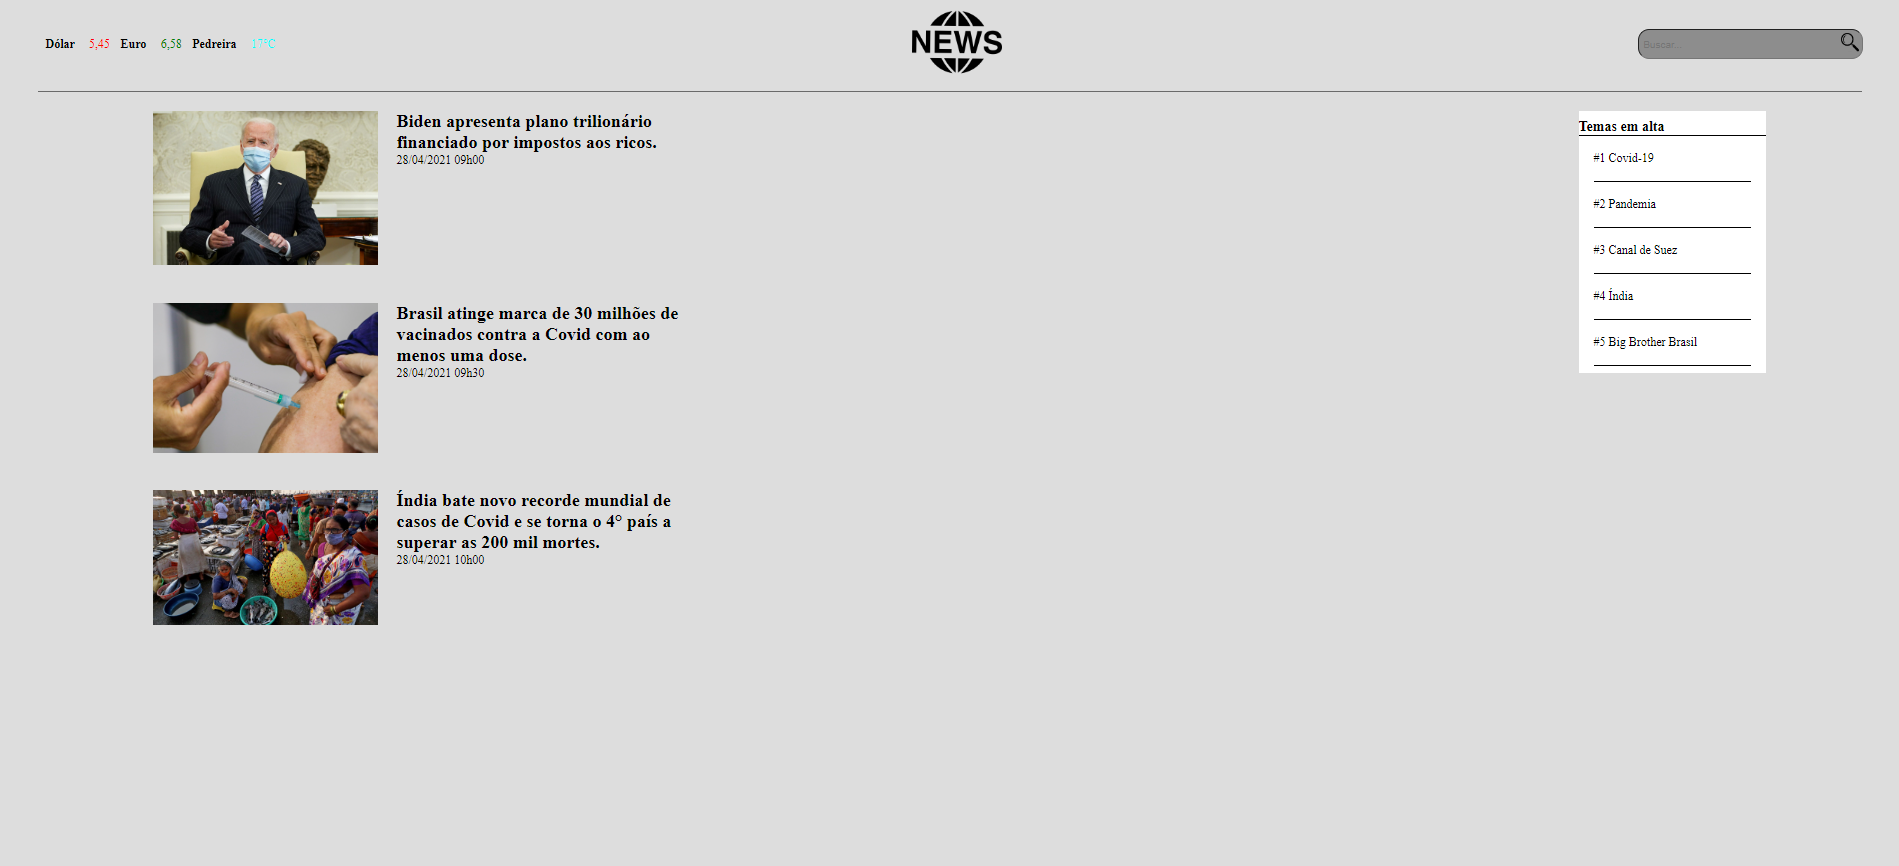 Dólar 5,45 Euro 6,58 Pedreira 17°C
NEWS
Buscar...
Biden apresenta plano trilionário
financiado por impostos aos ricos.
28/04/2021 09h00
Brasil atinge marca de 30 milhões de
vacinados contra a Covid com ao
menos uma dose.
28/04/2021 09h30
Índia bate novo recorde mundial de
casos de Covid e se torna o 4° país a
superar as 200 mil mortes.
28/04/2021 10h00
Temas em alta
#1 Covid-19
#2 Pandemia
#3 Canal de Suez
#4 Índia
#5 Big Brother Brasil